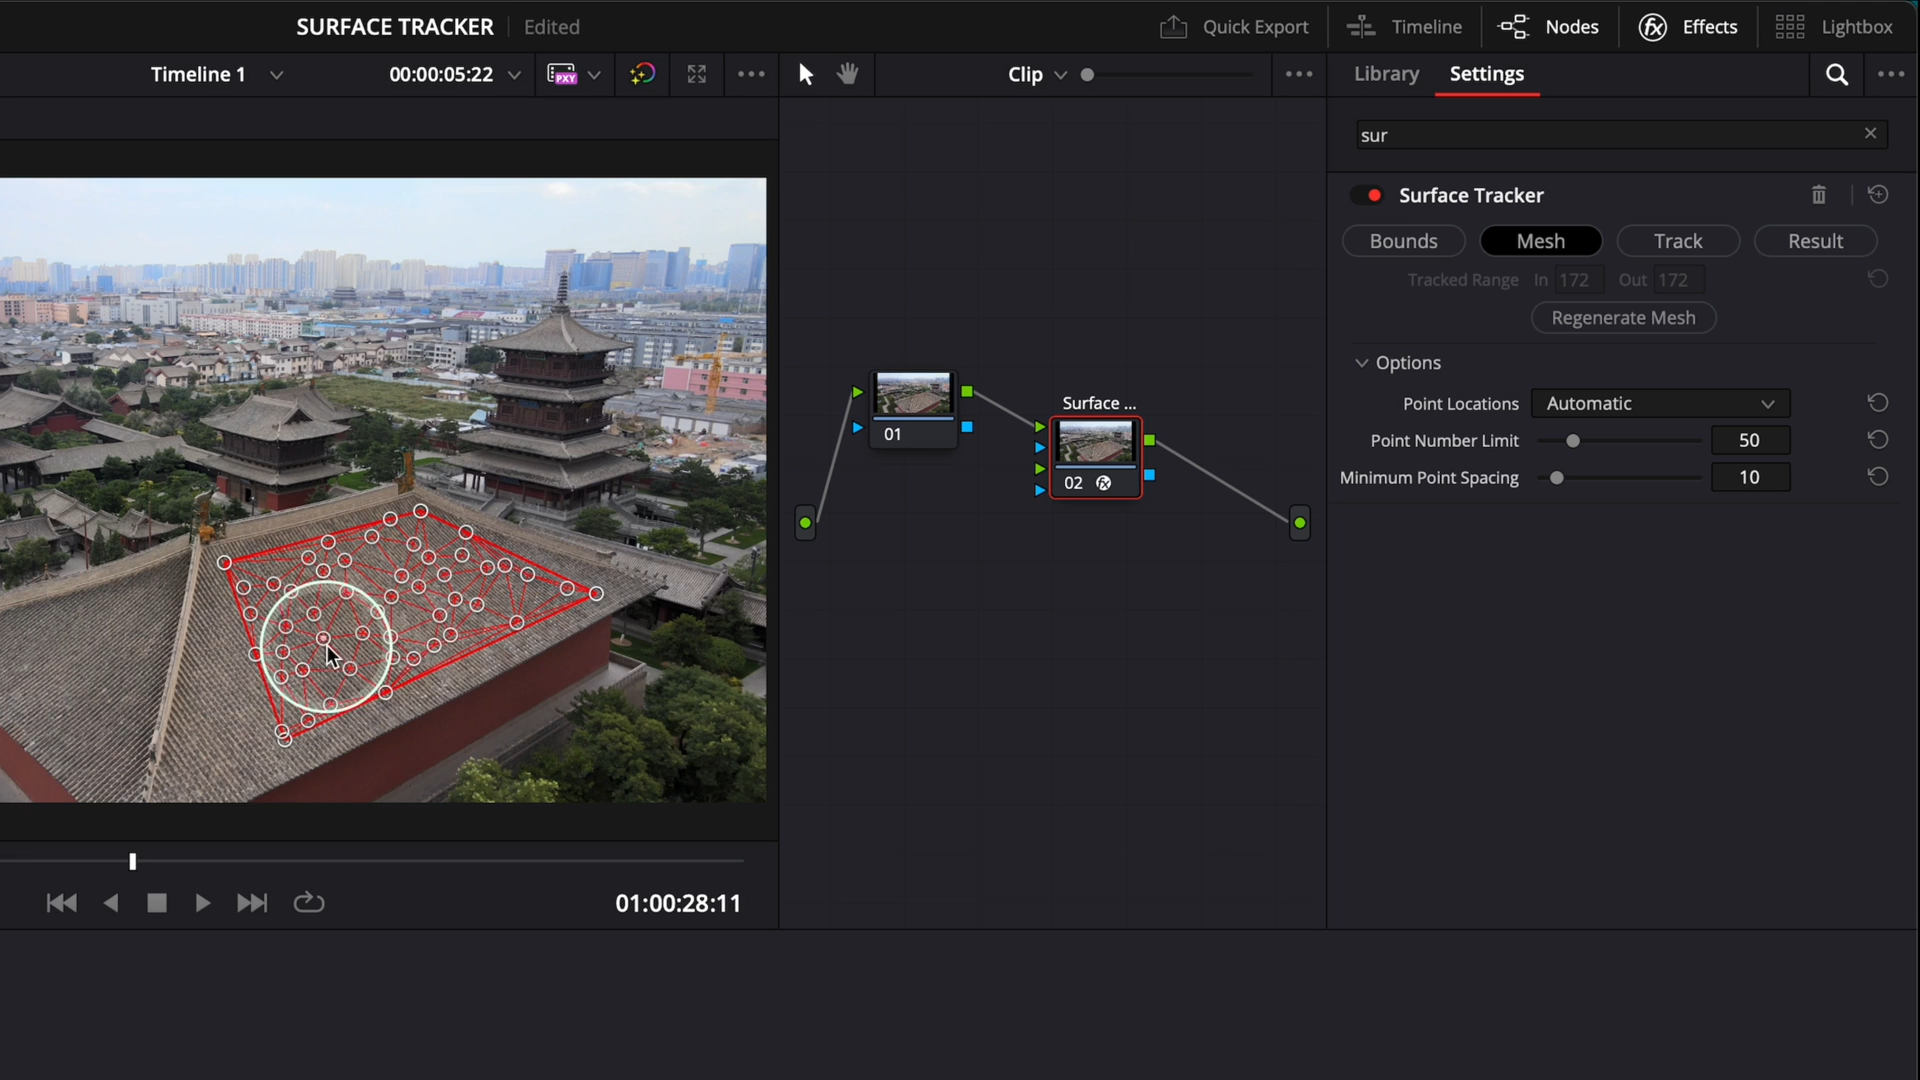 SURFACE TRACKER Edited Quick Export Timeline Nodes Effects Lightbox
Timeline 1 00:00:05:22 PXY Clip Library Settings
sur
Surface Tracker
Bounds Mesh Track Result
Tracked Range In 172 Out 172
Regenerate Mesh
Options
Point Locations Automatic
Point Number Limit 50
Minimum Point Spacing 10
01
Surface ...
02 fx
01:00:28:11